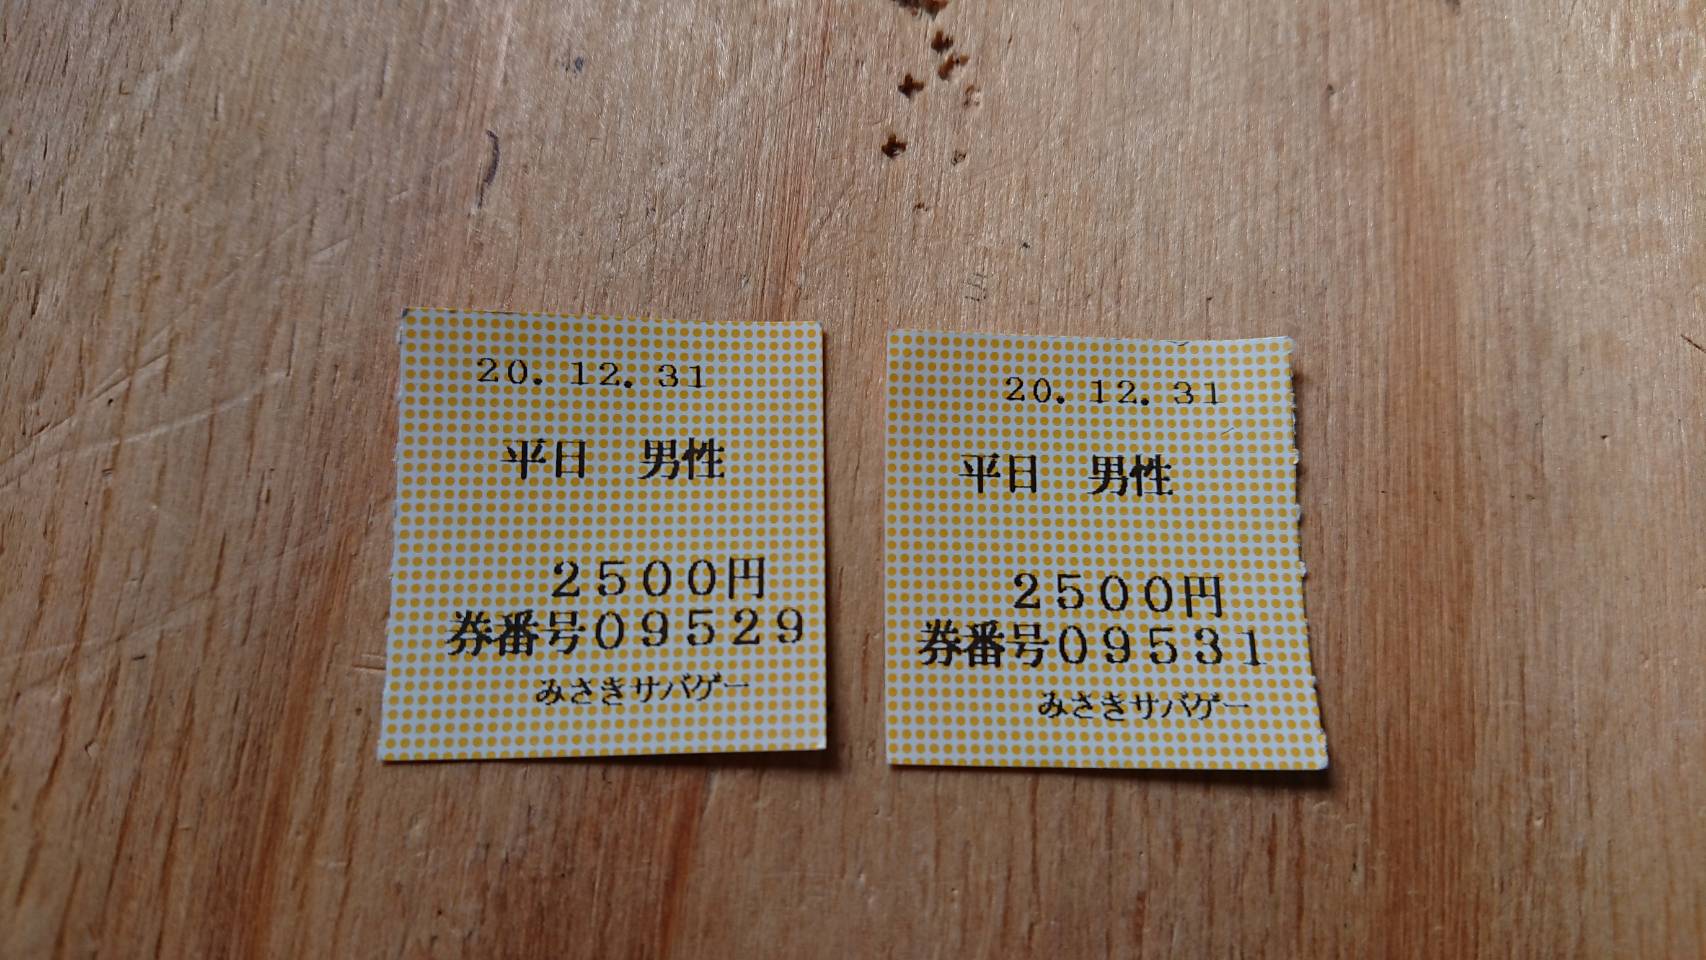 20.12.31
平日　男性
２５００円
券番号０９５２９
みさきサバゲー
20.12.31
平日　男性
２５００円
券番号０９５３１
みさきサバゲー